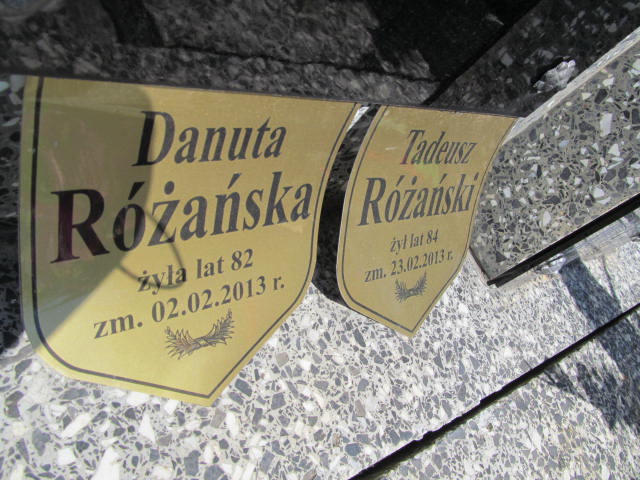 Danuta
Różańska
żyła lat 82
zm. 02.02.2013 r.
Tadeusz
Różański
żył lat 84
zm. 23.02.2013 r.